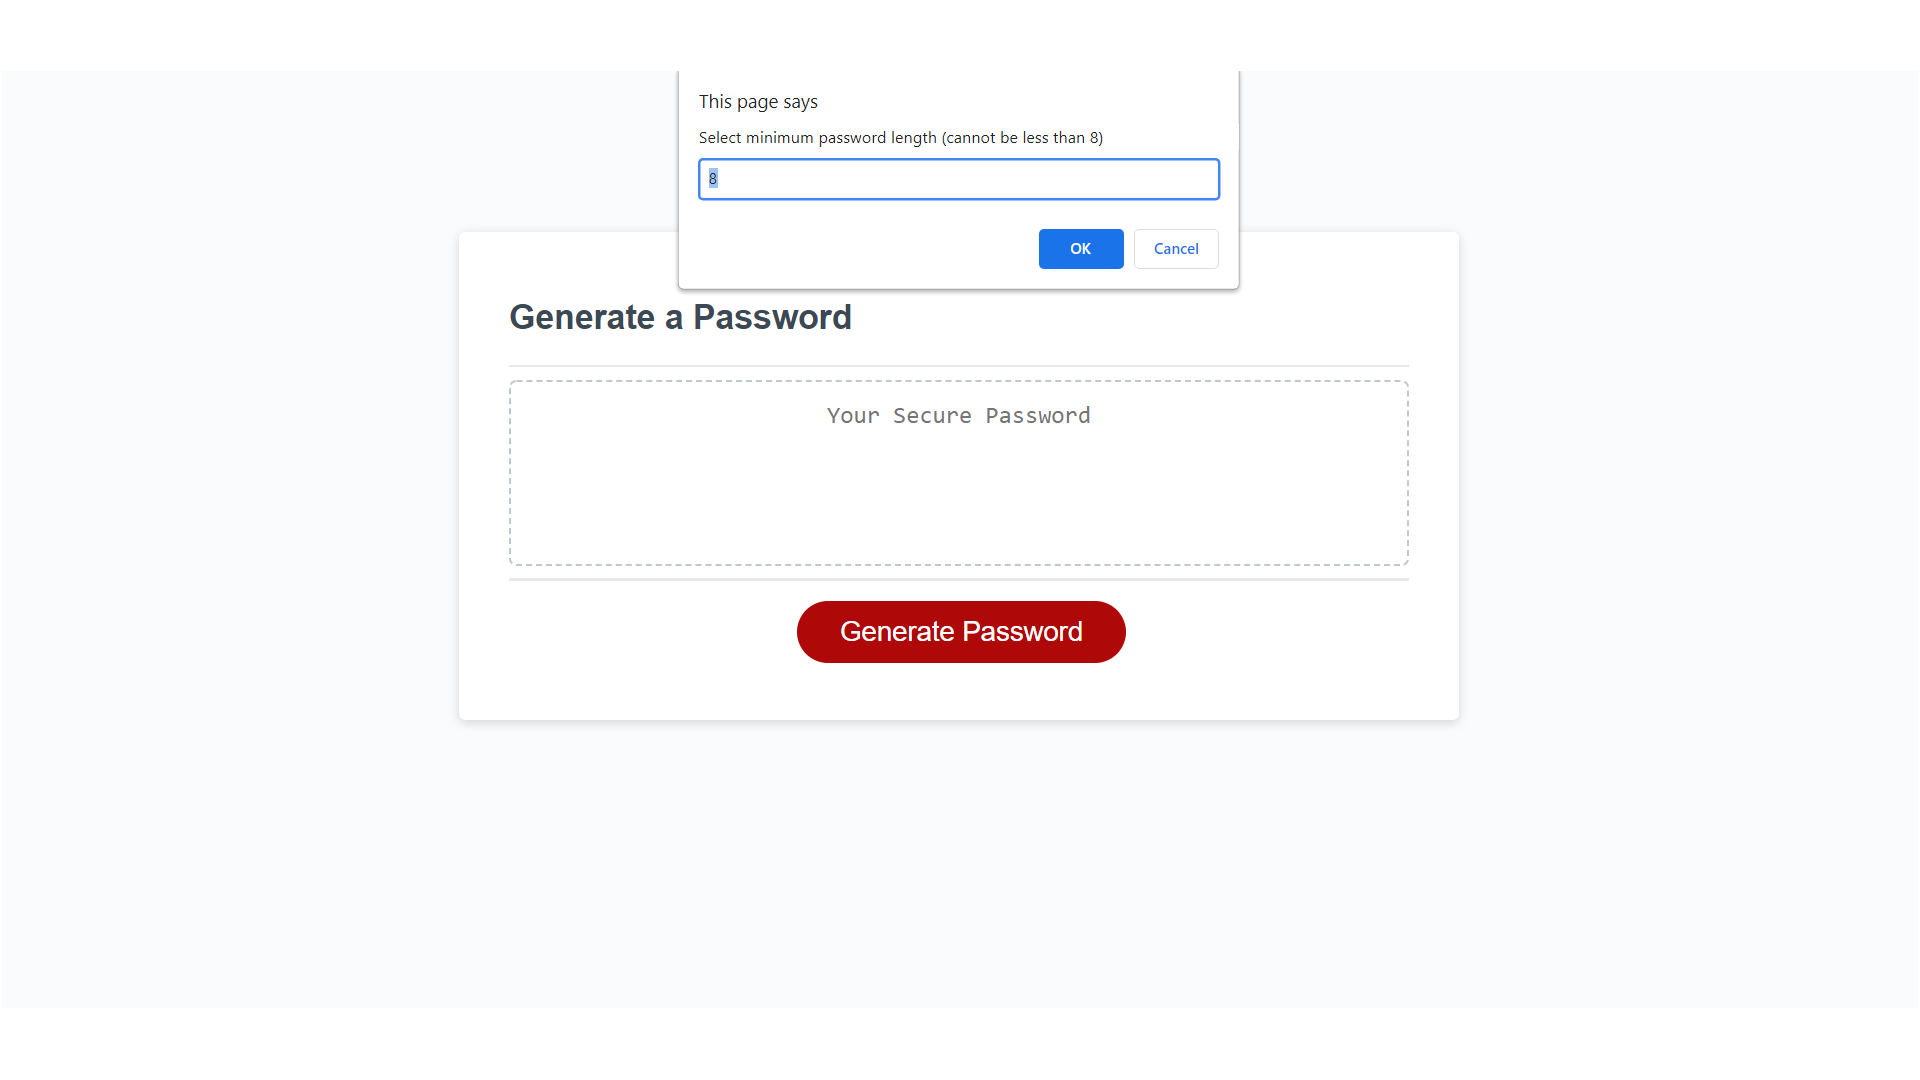 This page says
Select minimum password length (cannot be less than 8)
8
OK
Cancel
Generate a Password
Your Secure Password
Generate Password